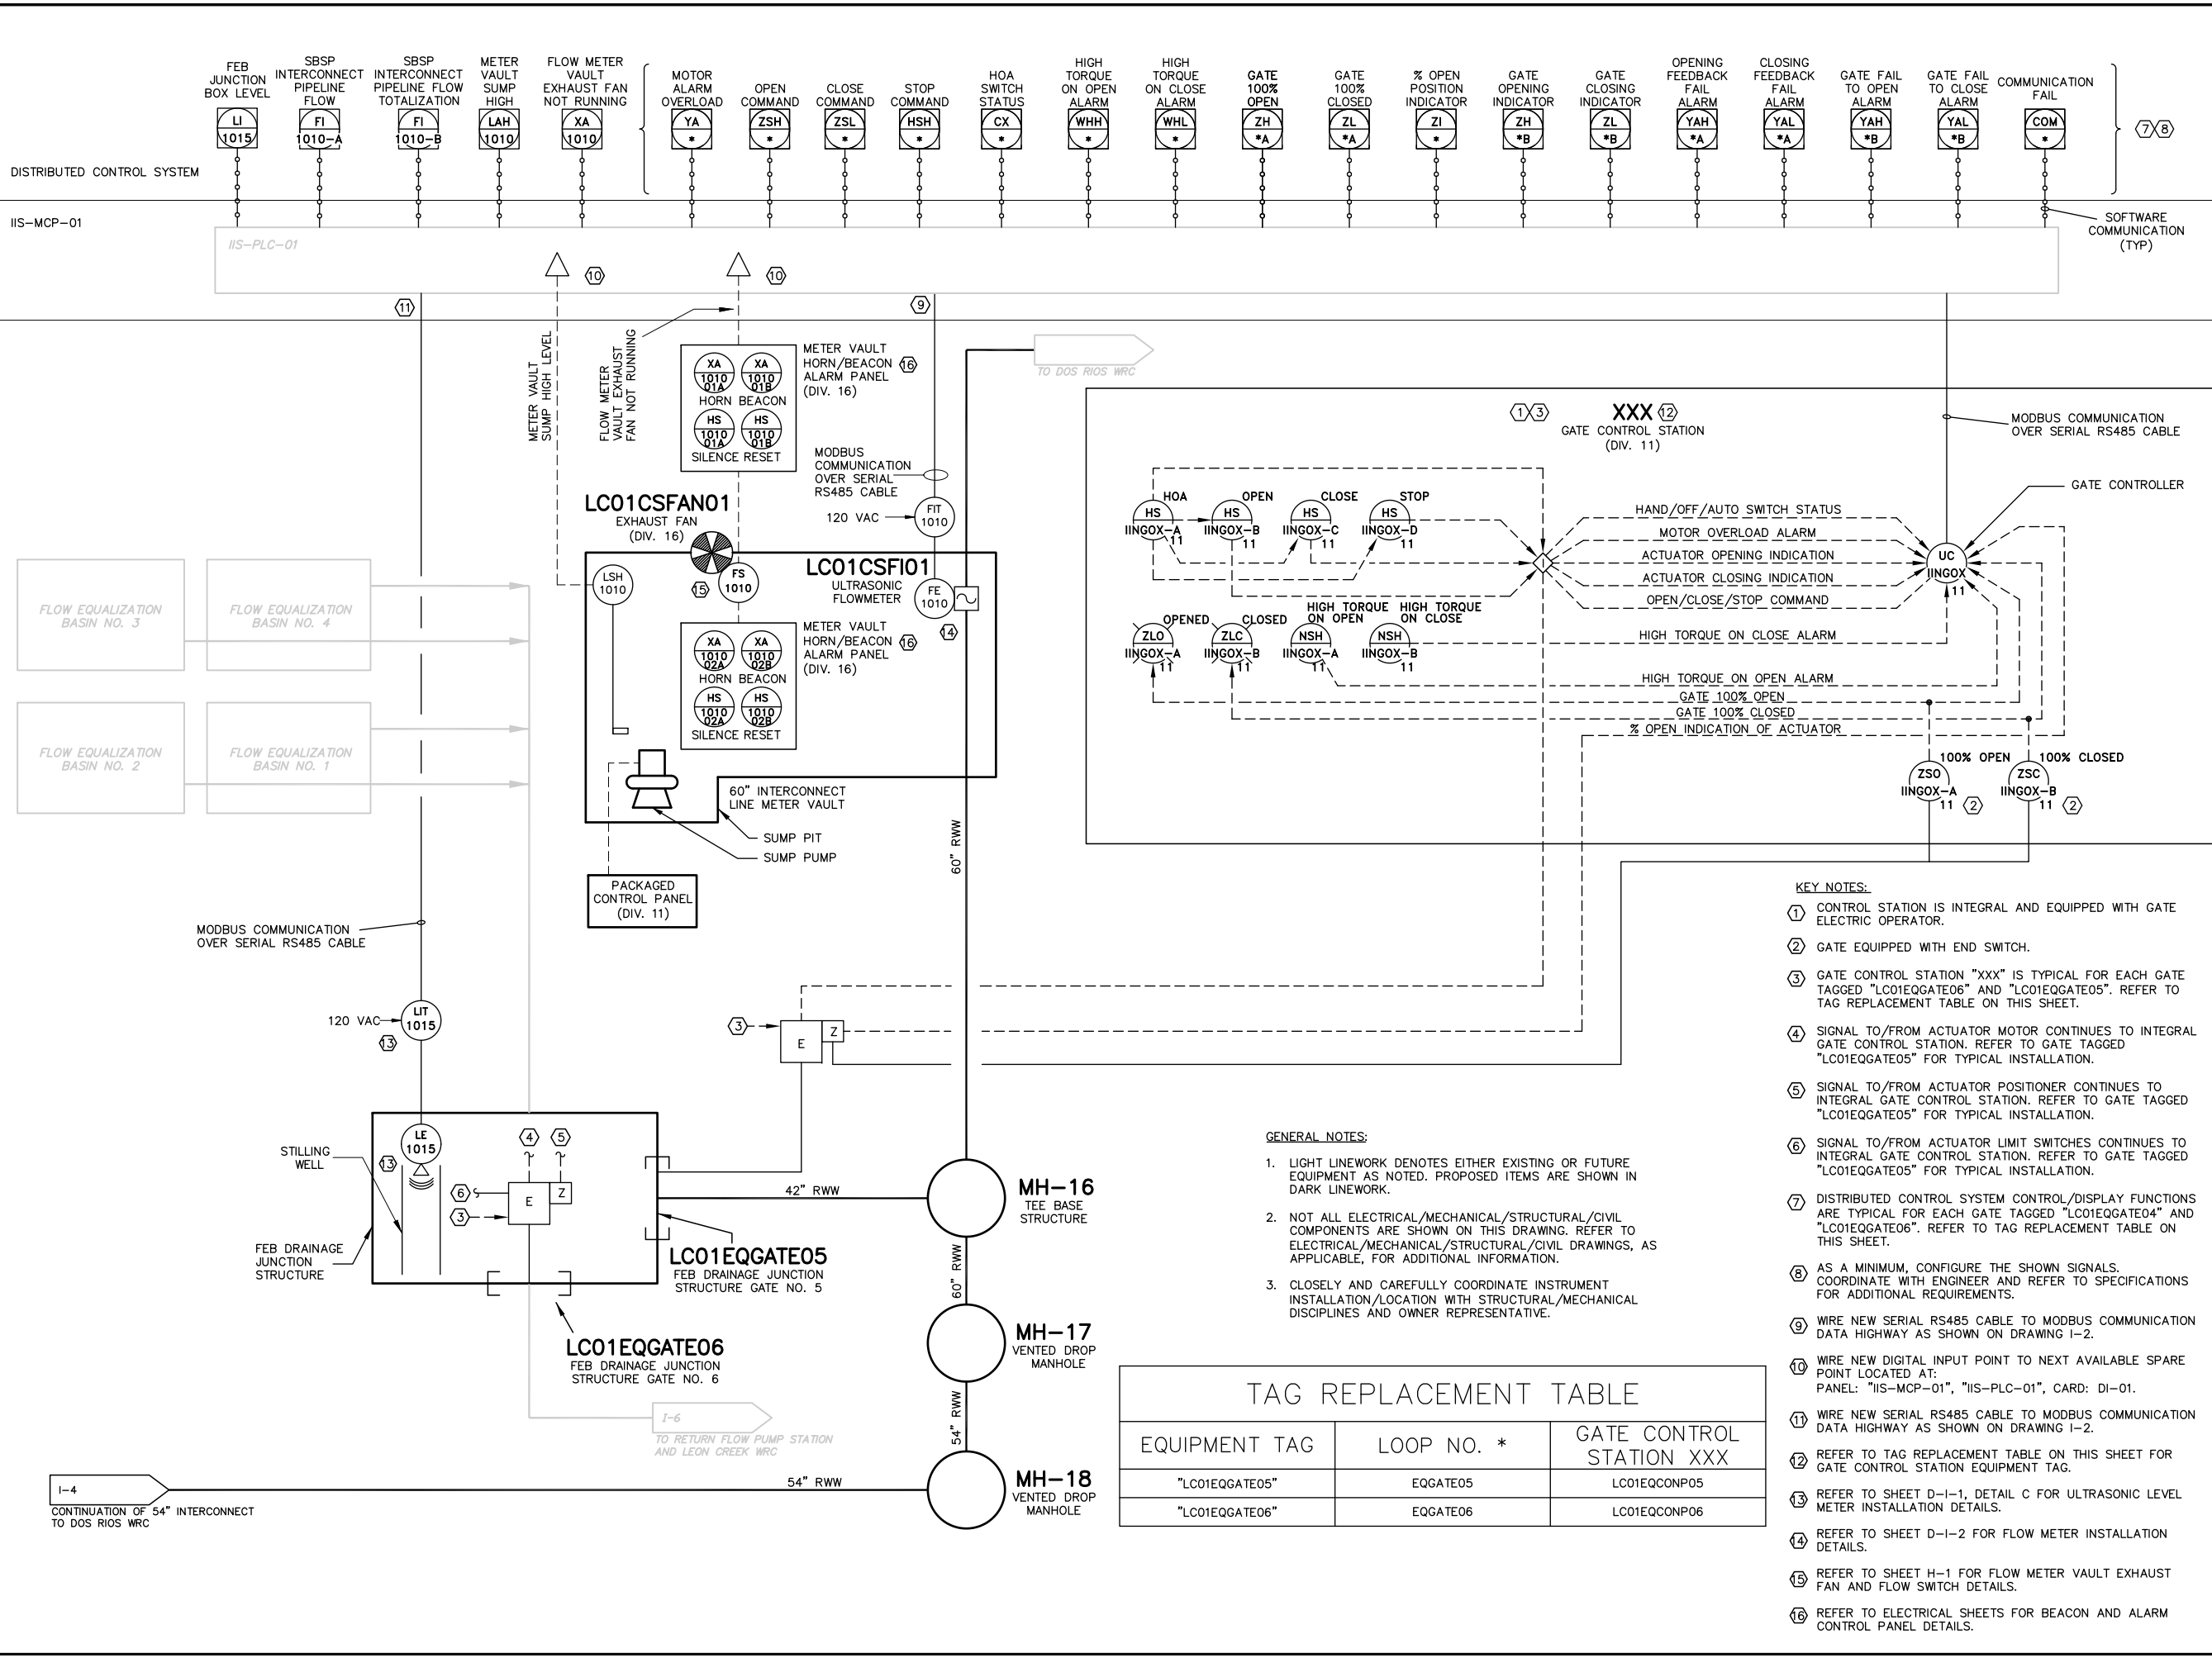 FEB
JUNCTION
BOX LEVEL
LI
1015
SBSP
INTERCONNECT
PIPELINE
FLOW
FI
1010-A
SBSP
INTERCONNECT
PIPELINE FLOW
TOTALIZATION
FI
1010-B
METER
VAULT
SUMP
HIGH
LAH
1010
FLOW METER
VAULT
EXHAUST FAN
NOT RUNNING
XA
1010
MOTOR
ALARM
OVERLOAD
YA
*
OPEN
COMMAND
ZSH
*
CLOSE
COMMAND
ZSL
*
STOP
COMMAND
HSH
*
HOA
SWITCH
STATUS
CX
*
HIGH
TORQUE
ON OPEN
ALARM
WHH
*
HIGH
TORQUE
ON CLOSE
ALARM
WHL
*
GATE
100%
OPEN
ZH
*A
GATE
100%
CLOSED
ZL
*A
% OPEN
POSITION
INDICATOR
ZI
*
GATE
OPENING
INDICATOR
ZH
*B
GATE
CLOSING
INDICATOR
ZL
*B
OPENING
FEEDBACK
FAIL
ALARM
YAH
*A
CLOSING
FEEDBACK
FAIL
ALARM
YAL
*A
GATE FAIL
TO OPEN
ALARM
YAH
*B
GATE FAIL
TO CLOSE
ALARM
YAL
*B
COMMUNICATION
FAIL
COM
*
7 8
DISTRIBUTED CONTROL SYSTEM
IIS-MCP-01
SOFTWARE
COMMUNICATION
(TYP)
IIS-PLC-01
10
10
11
9
METER VAULT
SUMP HIGH LEVEL
FLOW METER
VAULT EXHAUST
FAN NOT RUNNING
XA
1010
01A
XA
1010
01B
HORN BEACON
HS
1010
01A
HS
1010
01B
SILENCE RESET
METER VAULT
HORN/BEACON
ALARM PANEL
(DIV. 16)
16
TO DOS RIOS WRC
MODBUS
COMMUNICATION
OVER SERIAL
RS485 CABLE
120 VAC
FIT
1010
LC01CSFAN01
EXHAUST FAN
(DIV. 16)
LSH
1010
15
FS
1010
LC01CSFI01
ULTRASONIC
FLOWMETER
FE
1010
14
METER VAULT
HORN/BEACON
ALARM PANEL
(DIV. 16)
16
XA
1010
02A
XA
1010
02B
HORN BEACON
HS
1010
02A
HS
1010
02B
SILENCE RESET
60" INTERCONNECT
LINE METER VAULT
SUMP PIT
SUMP PUMP
PACKAGED
CONTROL PANEL
(DIV. 11)
60" RWW
FLOW EQUALIZATION
BASIN NO. 3
FLOW EQUALIZATION
BASIN NO. 4
FLOW EQUALIZATION
BASIN NO. 2
FLOW EQUALIZATION
BASIN NO. 1
1 3
XXX 12
GATE CONTROL STATION
(DIV. 11)
MODBUS COMMUNICATION
OVER SERIAL RS485 CABLE
GATE CONTROLLER
HOA
HS
IINGOX-A
11
OPEN
HS
IINGOX-B
11
CLOSE
HS
IINGOX-C
11
STOP
HS
IINGOX-D
11
HAND/OFF/AUTO SWITCH STATUS
MOTOR OVERLOAD ALARM
ACTUATOR OPENING INDICATION
ACTUATOR CLOSING INDICATION
OPEN/CLOSE/STOP COMMAND
UC
IINGOX
11
OPENED
ZLO
IINGOX-A
11
CLOSED
ZLC
IINGOX-B
11
HIGH TORQUE
ON OPEN
NSH
IINGOX-A
11
HIGH TORQUE
ON CLOSE
NSH
IINGOX-B
11
HIGH TORQUE ON CLOSE ALARM
HIGH TORQUE ON OPEN ALARM
GATE 100% OPEN
GATE 100% CLOSED
% OPEN INDICATION OF ACTUATOR
100% OPEN
ZSO
IINGOX-A
11
2
100% CLOSED
ZSC
IINGOX-B
11
2
MODBUS COMMUNICATION
OVER SERIAL RS485 CABLE
120 VAC
LIT
1015
13
3
E
Z
LE
1015
13
STILLING
WELL
4
5
6
E
Z
3
FEB DRAINAGE
JUNCTION
STRUCTURE
42" RWW
LC01EQGATE05
FEB DRAINAGE JUNCTION
STRUCTURE GATE NO. 5
LC01EQGATE06
FEB DRAINAGE JUNCTION
STRUCTURE GATE NO. 6
I-6
TO RETURN FLOW PUMP STATION
AND LEON CREEK WRC
MH-16
TEE BASE
STRUCTURE
60" RWW
MH-17
VENTED DROP
MANHOLE
54" RWW
MH-18
VENTED DROP
MANHOLE
54" RWW
I-4
CONTINUATION OF 54" INTERCONNECT
TO DOS RIOS WRC
GENERAL NOTES:
1. LIGHT LINEWORK DENOTES EITHER EXISTING OR FUTURE
EQUIPMENT AS NOTED. PROPOSED ITEMS ARE SHOWN IN
DARK LINEWORK.
2. NOT ALL ELECTRICAL/MECHANICAL/STRUCTURAL/CIVIL
COMPONENTS ARE SHOWN ON THIS DRAWING. REFER TO
ELECTRICAL/MECHANICAL/STRUCTURAL/CIVIL DRAWINGS, AS
APPLICABLE, FOR ADDITIONAL INFORMATION.
3. CLOSELY AND CAREFULLY COORDINATE INSTRUMENT
INSTALLATION/LOCATION WITH STRUCTURAL/MECHANICAL
DISCIPLINES AND OWNER REPRESENTATIVE.
TAG REPLACEMENT TABLE
EQUIPMENT TAG LOOP NO. * GATE CONTROL
STATION XXX
"LC01EQGATE05" EQGATE05 LC01EQCONP05
"LC01EQGATE06" EQGATE06 LC01EQCONP06
KEY NOTES:
1 CONTROL STATION IS INTEGRAL AND EQUIPPED WITH GATE
ELECTRIC OPERATOR.
2 GATE EQUIPPED WITH END SWITCH.
3 GATE CONTROL STATION "XXX" IS TYPICAL FOR EACH GATE
TAGGED "LC01EQGATE06" AND "LC01EQGATE05". REFER TO
TAG REPLACEMENT TABLE ON THIS SHEET.
4 SIGNAL TO/FROM ACTUATOR MOTOR CONTINUES TO INTEGRAL
GATE CONTROL STATION. REFER TO GATE TAGGED
"LC01EQGATE05" FOR TYPICAL INSTALLATION.
5 SIGNAL TO/FROM ACTUATOR POSITIONER CONTINUES TO
INTEGRAL GATE CONTROL STATION. REFER TO GATE TAGGED
"LC01EQGATE05" FOR TYPICAL INSTALLATION.
6 SIGNAL TO/FROM ACTUATOR LIMIT SWITCHES CONTINUES TO
INTEGRAL GATE CONTROL STATION. REFER TO GATE TAGGED
"LC01EQGATE05" FOR TYPICAL INSTALLATION.
7 DISTRIBUTED CONTROL SYSTEM CONTROL/DISPLAY FUNCTIONS
ARE TYPICAL FOR EACH GATE TAGGED "LC01EQGATE04" AND
"LC01EQGATE06". REFER TO TAG REPLACEMENT TABLE ON
THIS SHEET.
8 AS A MINIMUM, CONFIGURE THE SHOWN SIGNALS.
COORDINATE WITH ENGINEER AND REFER TO SPECIFICATIONS
FOR ADDITIONAL REQUIREMENTS.
9 WIRE NEW SERIAL RS485 CABLE TO MODBUS COMMUNICATION
DATA HIGHWAY AS SHOWN ON DRAWING I-2.
10 WIRE NEW DIGITAL INPUT POINT TO NEXT AVAILABLE SPARE
POINT LOCATED AT:
PANEL: "IIS-MCP-01", "IIS-PLC-01", CARD: DI-01.
11 WIRE NEW SERIAL RS485 CABLE TO MODBUS COMMUNICATION
DATA HIGHWAY AS SHOWN ON DRAWING I-2.
12 REFER TO TAG REPLACEMENT TABLE ON THIS SHEET FOR
GATE CONTROL STATION EQUIPMENT TAG.
13 REFER TO SHEET D-I-1, DETAIL C FOR ULTRASONIC LEVEL
METER INSTALLATION DETAILS.
14 REFER TO SHEET D-I-2 FOR FLOW METER INSTALLATION
DETAILS.
15 REFER TO SHEET H-1 FOR FLOW METER VAULT EXHAUST
FAN AND FLOW SWITCH DETAILS.
16 REFER TO ELECTRICAL SHEETS FOR BEACON AND ALARM
CONTROL PANEL DETAILS.